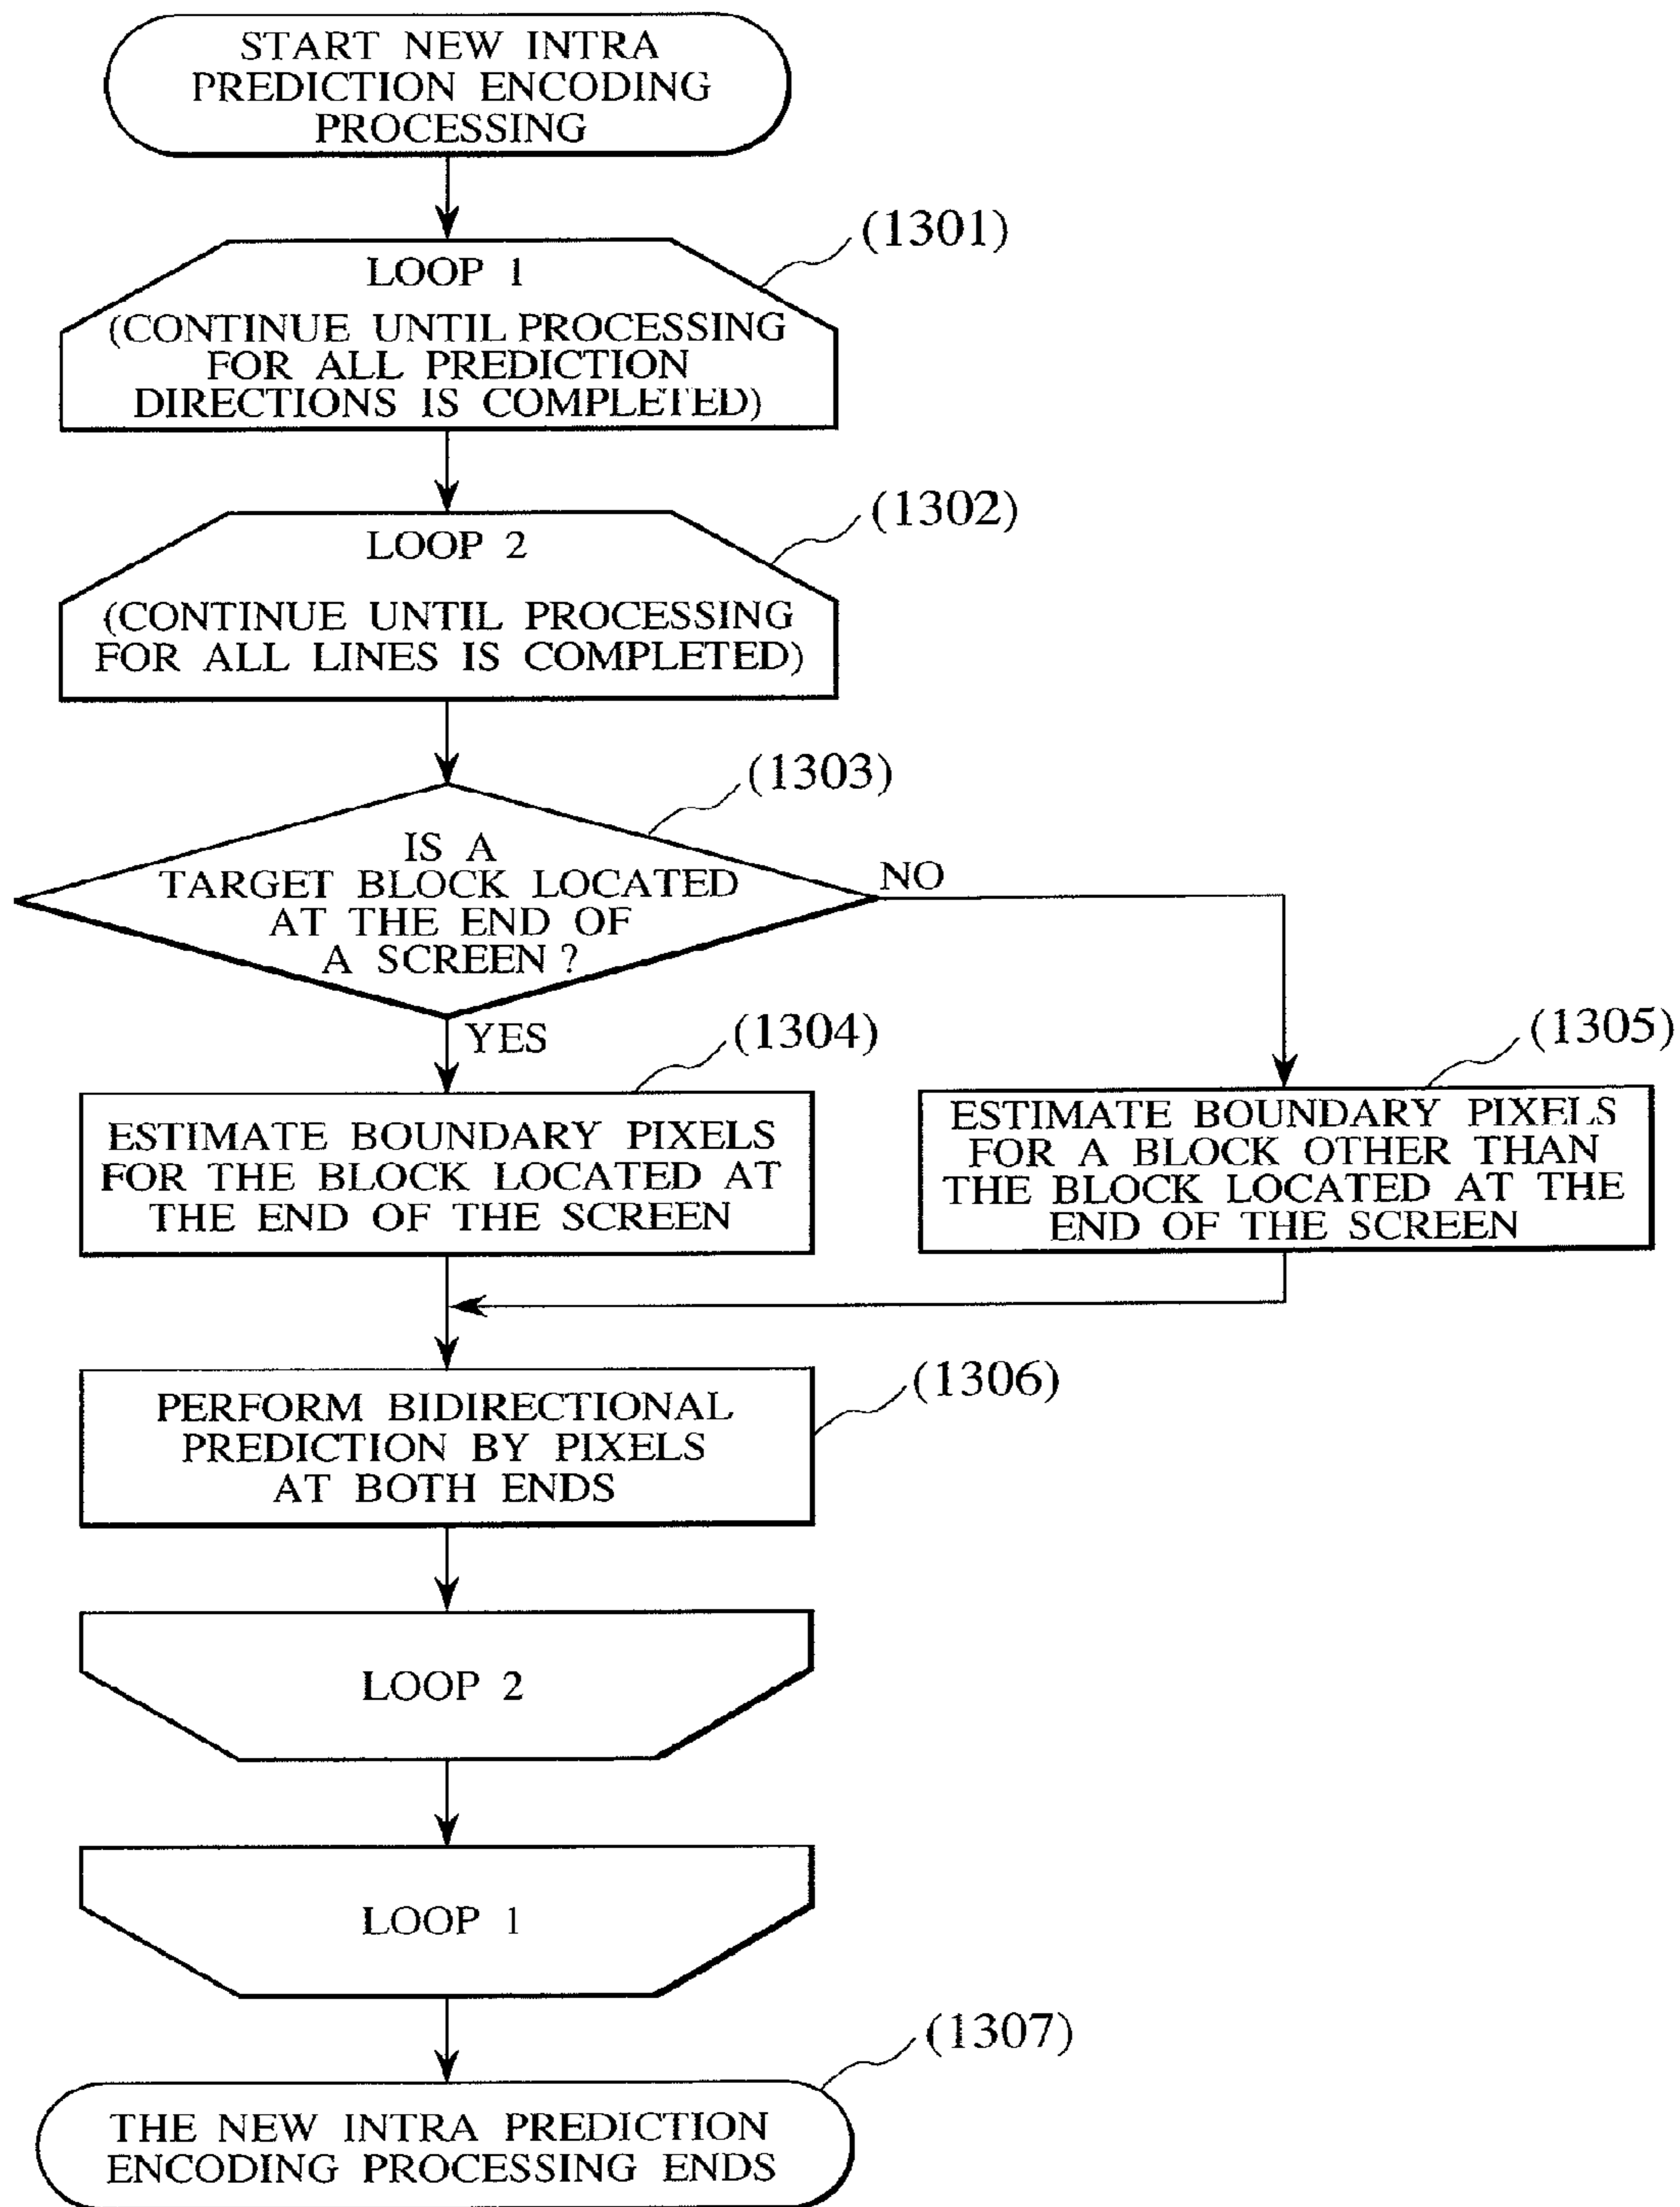 START NEW INTRA
PREDICTION ENCODING
PROCESSING
(1301)
LOOP 1
(CONTINUE UNTIL PROCESSING
FOR ALL PREDICTION
DIRECTIONS IS COMPLETED)
(1302)
LOOP 2
(CONTINUE UNTIL PROCESSING
FOR ALL LINES IS COMPLETED)
(1303)
IS A
TARGET BLOCK LOCATED
AT THE END OF
A SCREEN ?
NO
YES
(1304)
ESTIMATE BOUNDARY PIXELS
FOR THE BLOCK LOCATED AT
THE END OF THE SCREEN
(1305)
ESTIMATE BOUNDARY PIXELS
FOR A BLOCK OTHER THAN
THE BLOCK LOCATED AT THE
END OF THE SCREEN
(1306)
PERFORM BIDIRECTIONAL
PREDICTION BY PIXELS
AT BOTH ENDS
LOOP 2
LOOP 1
(1307)
THE NEW INTRA PREDICTION
ENCODING PROCESSING ENDS